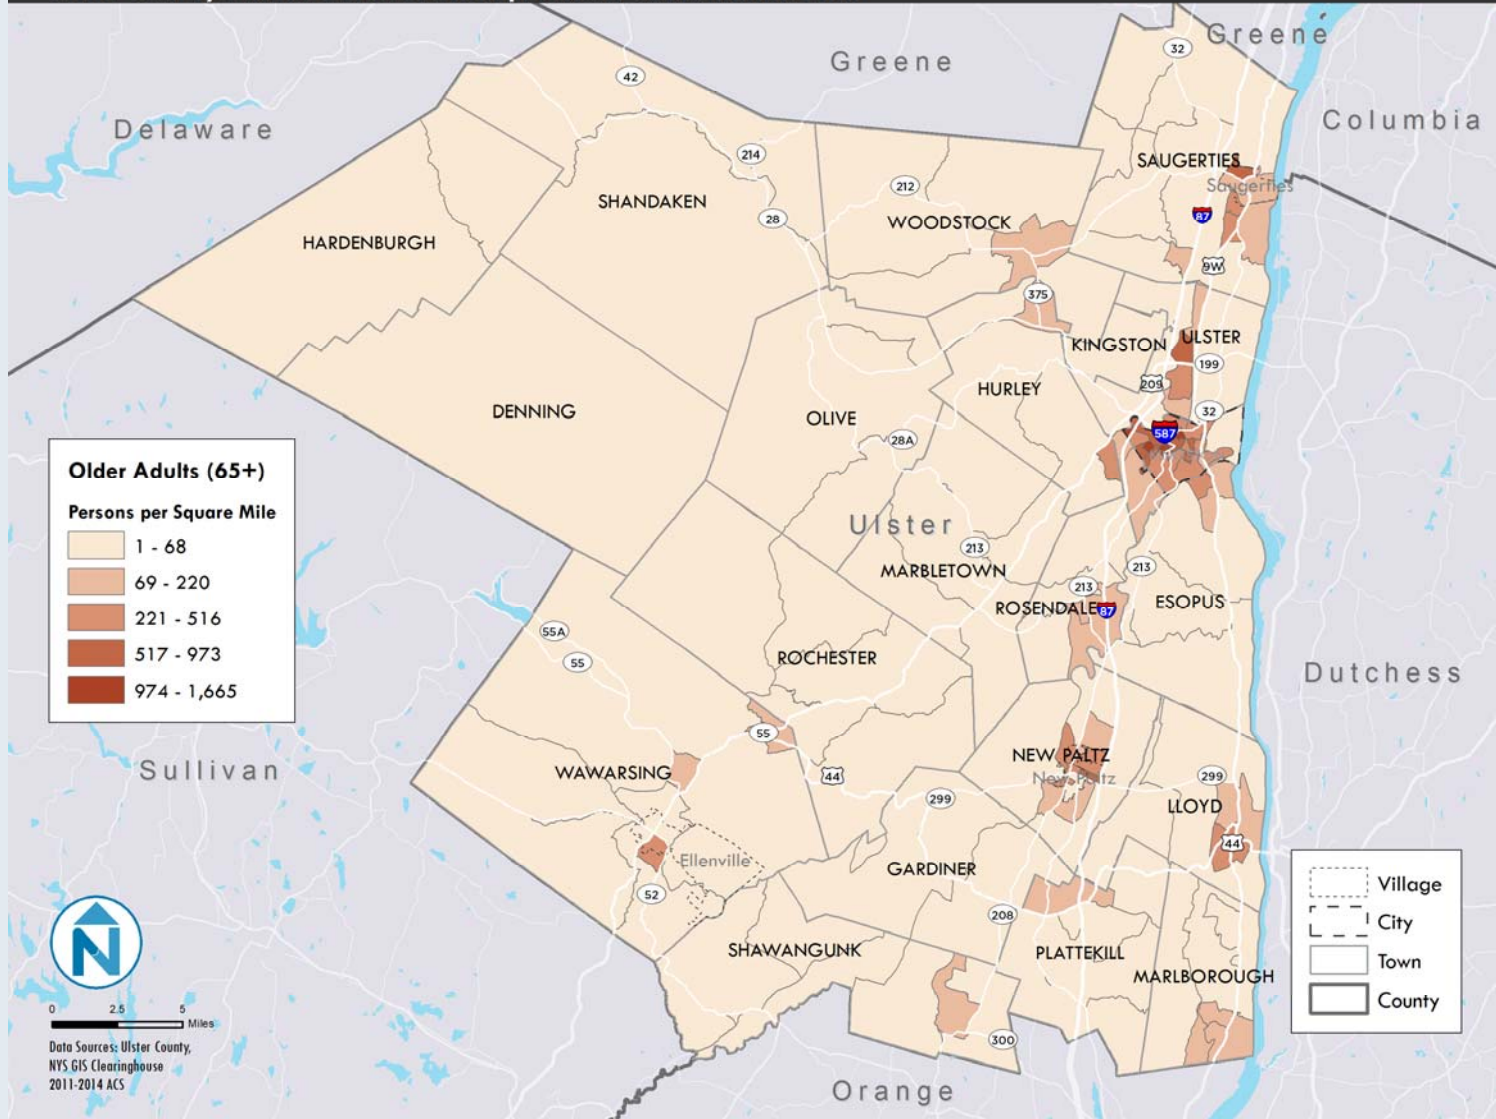 Greene
Greene
32
42
Delaware
Columbia
214
SAUGERTIES
212
Saugerties
SHANDAKEN
28
WOODSTOCK
87
HARDENBURGH
9W
375
KINGSTON
ULSTER
199
209
HURLEY
DENNING
OLIVE
32
28A
587
Ulster
213
MARBLETOWN
213
213
ROSENDALE
87
ESOPUS
55A
55
ROCHESTER
Dutchess
55
NEW PALTZ
New Paltz
Sullivan
WAWARSING
44
299
299
LLOYD
44
Ellenville
GARDINER
52
208
SHAWANGUNK
PLATTEKILL
MARLBOROUGH
300
Orange
Older Adults (65+)
Persons per Square Mile
1 - 68
69 - 220
221 - 516
517 - 973
974 - 1,665
N
0 2.5 5
Miles
Data Sources: Ulster County,
NYS GIS Clearinghouse
2011-2014 ACS
Village
City
Town
County